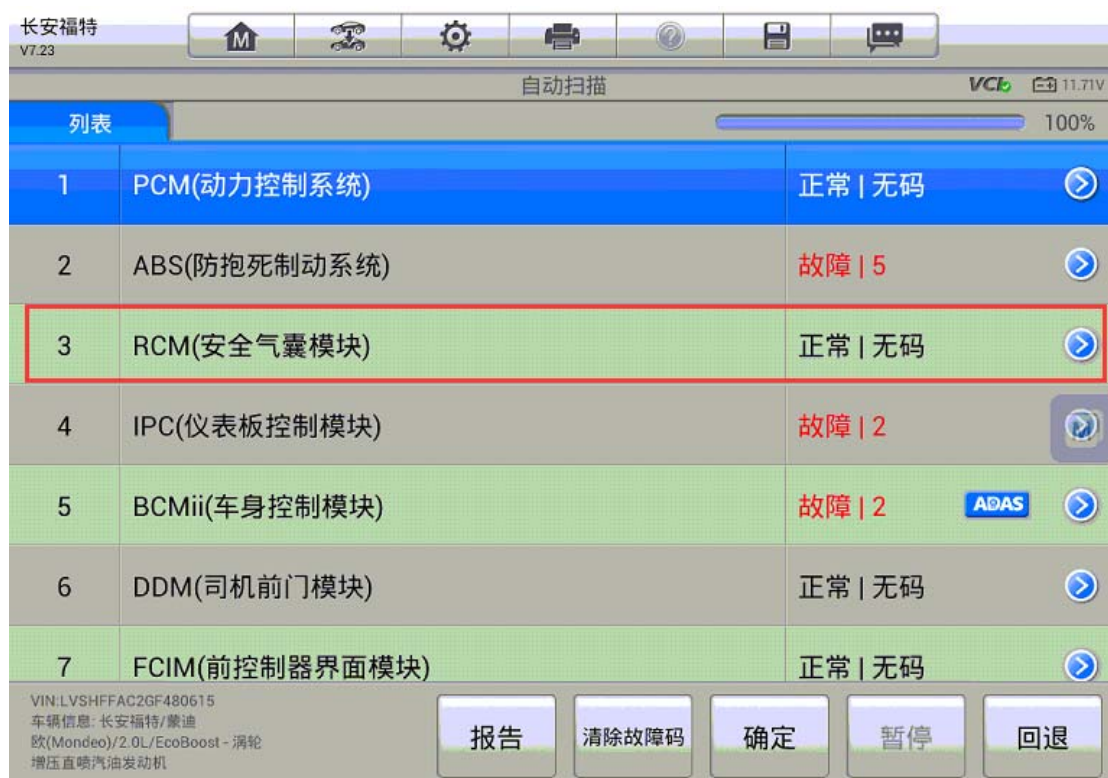 长安福特
V7.23
M
自动扫描
VCI
11.71V
列表
100%
1 PCM(动力控制系统) 正常 | 无码
2 ABS(防抱死制动系统) 故障 | 5
3 RCM(安全气囊模块) 正常 | 无码
4 IPC(仪表板控制模块) 故障 | 2
5 BCMii(车身控制模块) 故障 | 2 ADAS
6 DDM(司机前门模块) 正常 | 无码
7 FCIM(前控制器界面模块) 正常 | 无码
VIN:LVSHFFAC2GF480615
车辆信息: 长安福特/蒙迪
欧(Mondeo)/2.0L/EcoBoost - 涡轮
增压直喷汽油发动机
报告 清除故障码 确定 暂停 回退